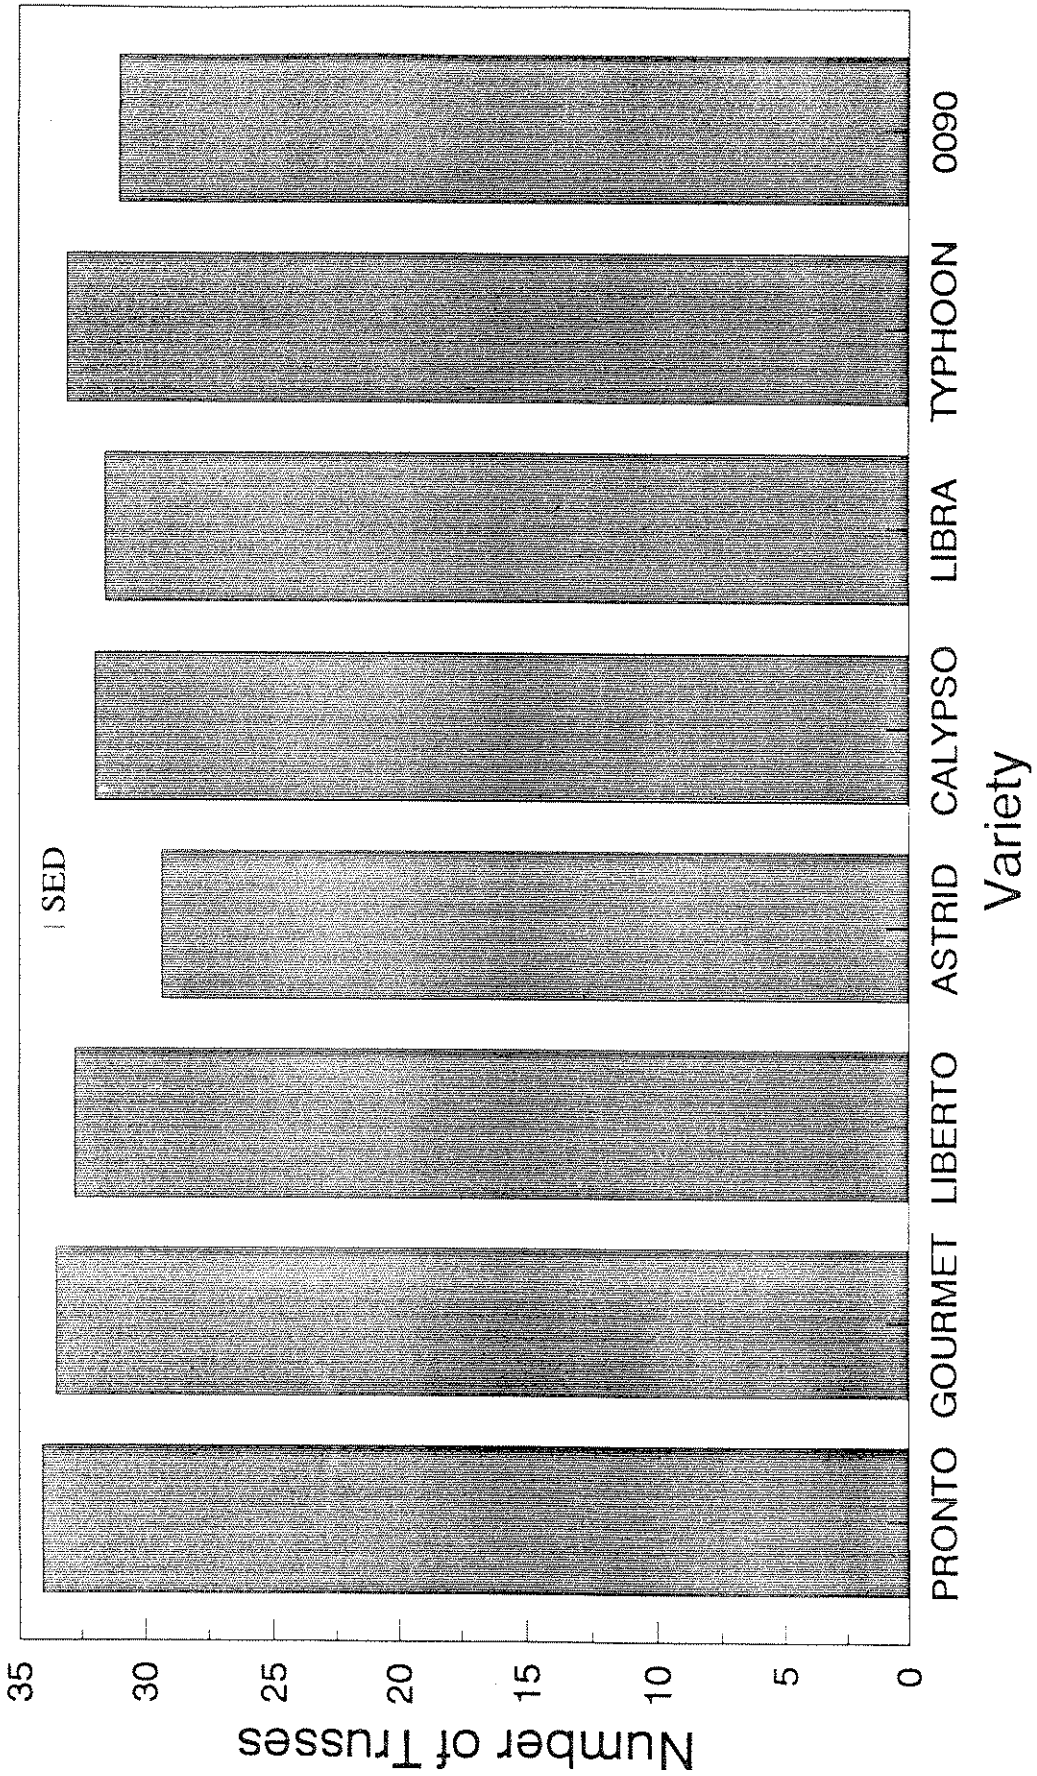 Number of Trusses
35
30
25
20
15
10
5
0
| SED
PRONTO GOURMET LIBERTO ASTRID CALYPSO LIBRA TYPHOON 0090
Variety